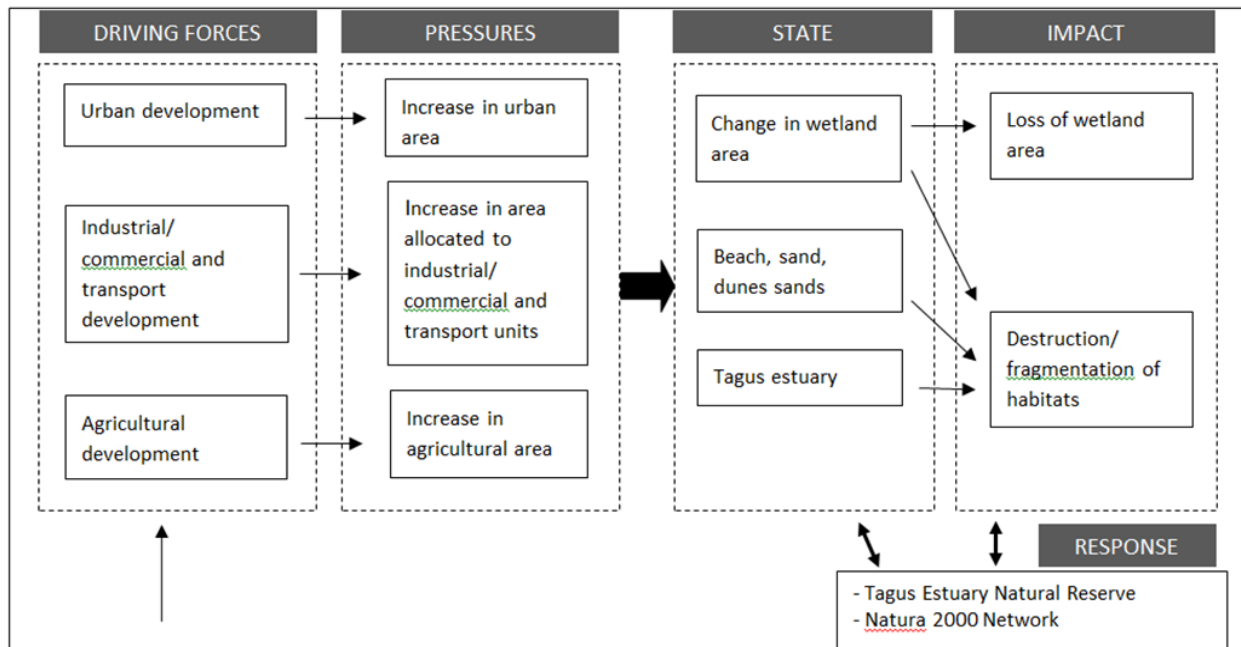 DRIVING FORCES
PRESSURES
STATE
IMPACT
Urban development
Increase in urban
area
Change in wetland
area
Loss of wetland
area
Industrial/
commercial and
transport
development
Increase in area
allocated to
industrial/
commercial and
transport units
Beach, sand,
dunes sands
Tagus estuary
Destruction/
fragmentation of
habitats
Agricultural
development
Increase in
agricultural area
RESPONSE
- Tagus Estuary Natural Reserve
- Natura 2000 Network